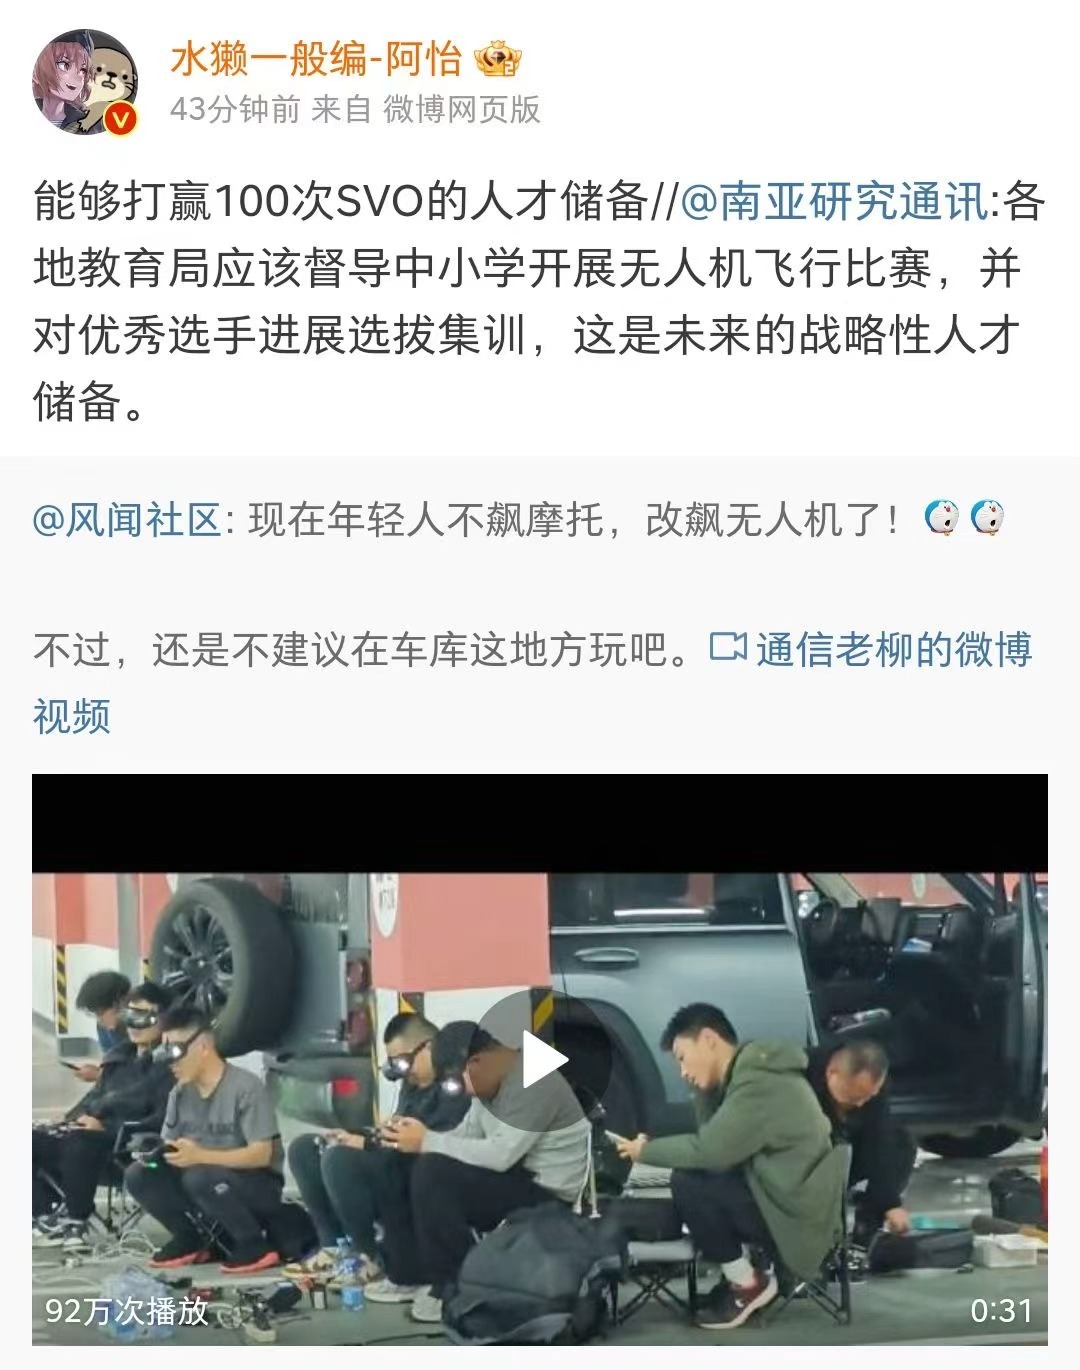 水獭一般编-阿怡
43分钟前 来自 微博网页版
能够打赢100次SVO的人才储备//@南亚研究通讯:各
地教育局应该督导中小学开展无人机飞行比赛，并
对优秀选手进展选拔集训，这是未来的战略性人才
储备。
@风闻社区: 现在年轻人不飙摩托，改飙无人机了！
不过，还是不建议在车库这地方玩吧。通信老柳的微博
视频
92万次播放
0:31